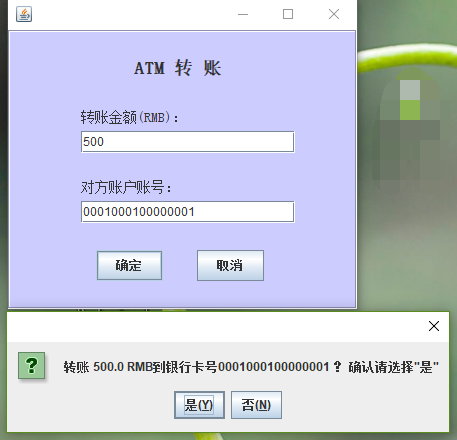 ATM 转 账
转账金额(RMB)：
500
对方账户账号：
0001000100000001
确定 取消
转账 500.0 RMB到银行卡号0001000100000001？ 确认请选择"是"
是(Y) 否(N)